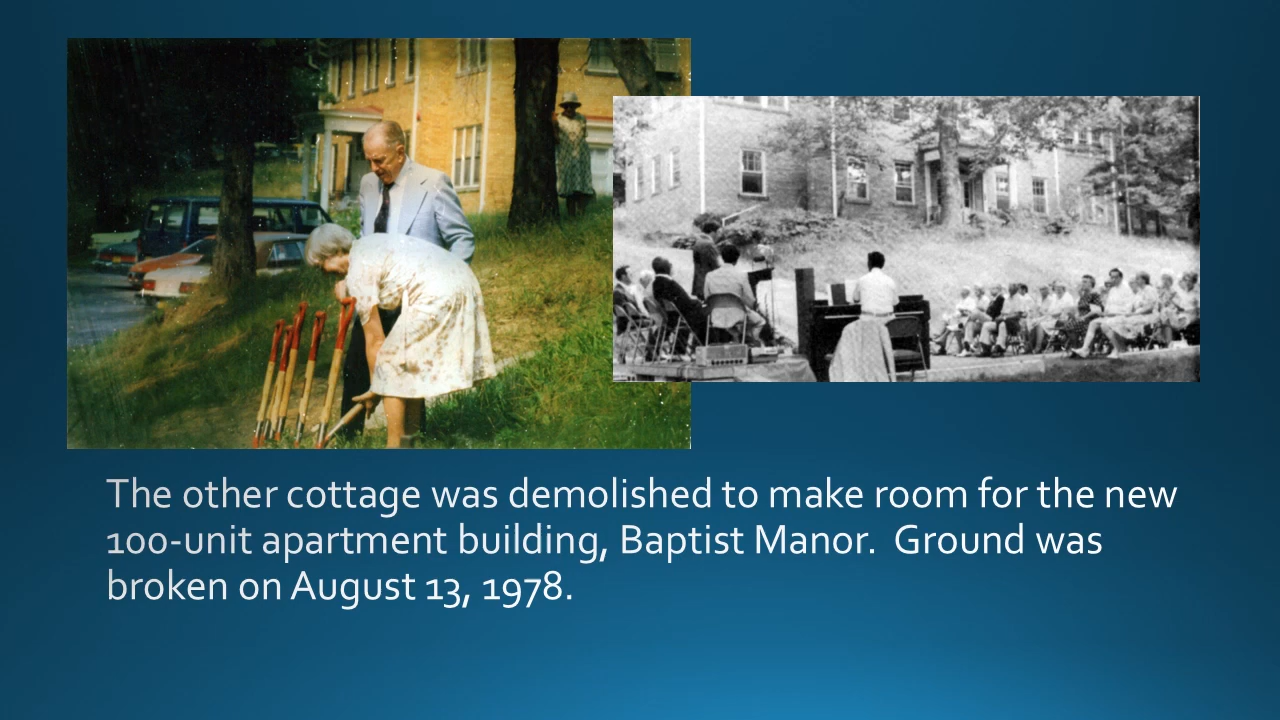 The other cottage was demolished to make room for the new
100-unit apartment building, Baptist Manor.  Ground was
broken on August 13, 1978.